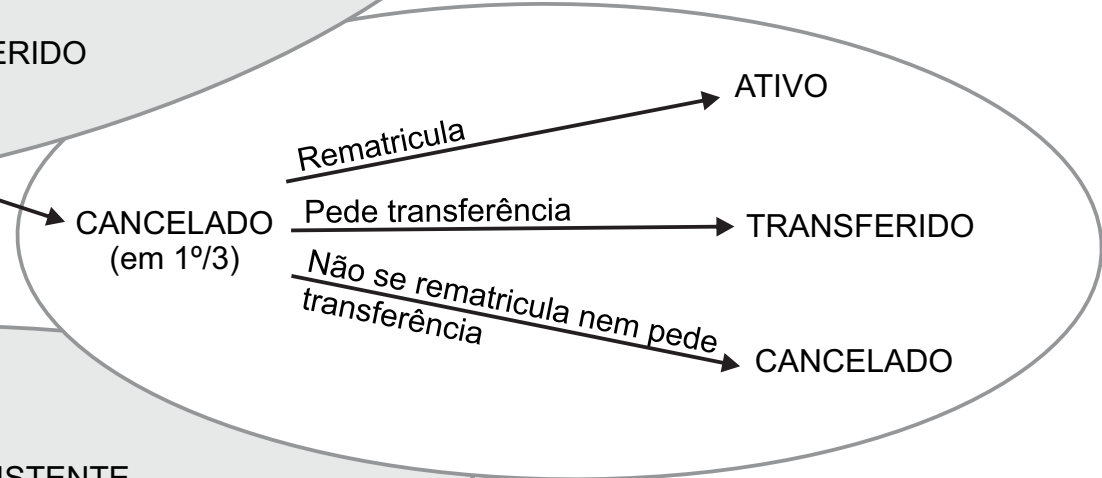 ERIDO
ATIVO
Rematricula
Pede transferência
CANCELADO
(em 1º/3)
TRANSFERIDO
Não se rematricula nem pede
transferência
CANCELADO
ISTENTE